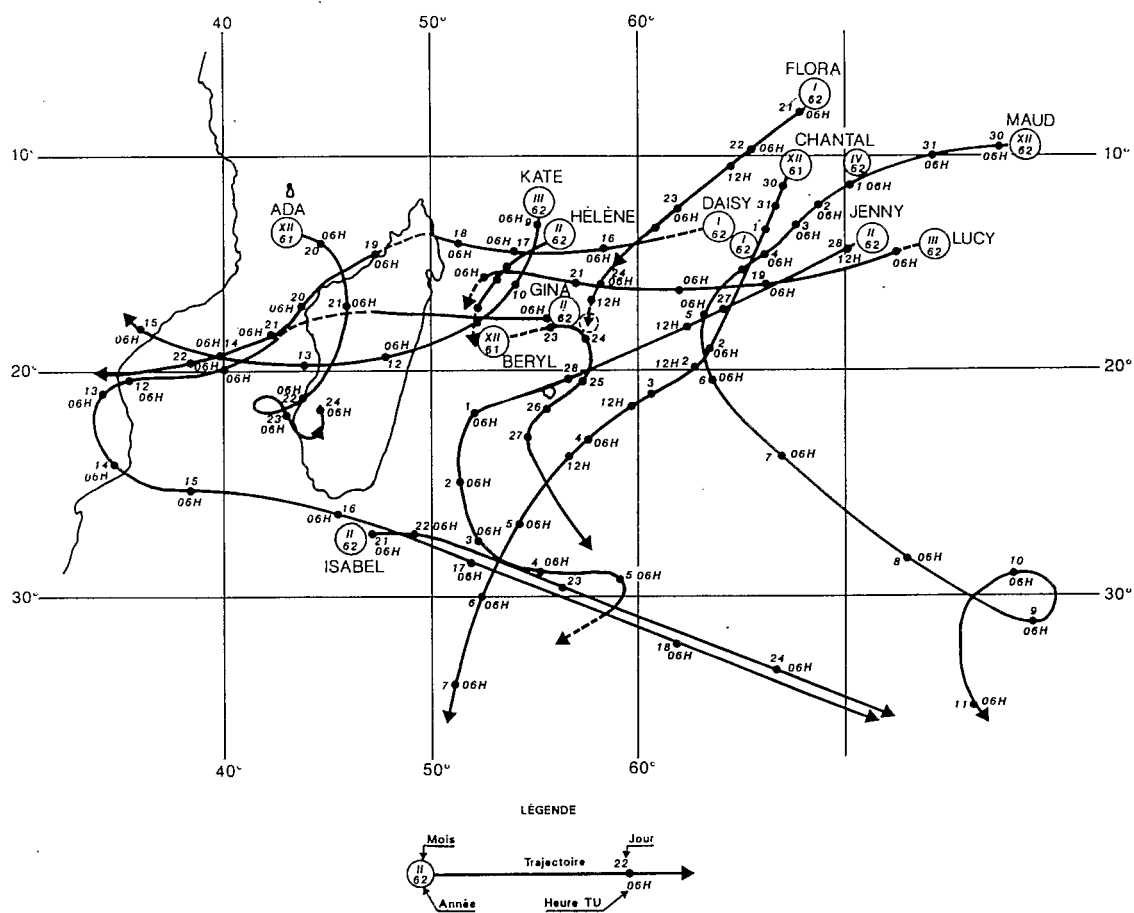 40
50°
60°
FLORA
I
62
21
06H
MAUD
CHANTAL
30
XII
62
06H
22
06H
31
06H
10°
10°
XII
61
IV
62
12H
30
1 06H
KATE
III
62
06H
9
23
06H
31
2
06H
DAISY
I
62
JENNY
ADA
XII
61
06H
20
HÉLÈNE
II
62
I
62
1
3
06H
28
12H
II
62
III
62
LUCY
06H
19
18
06H
06H
17
16
06H
4
06H
24
06H
06H
21
19
06H
10
12H
20
06H
21
06H
GINA
II
62
06H
5
06H
27
15
06H
21
06H
23
24
12H
XII
61
BERYL
14
06H
13
06H
12
22
06H
06H
2
06H
12H
20°
20°
12
06H
13
06H
06H
22
28
25
3
6
06H
23
06H
24
06H
1
06H
26
12H
4
06H
27
12H
7
14
06H
15
06H
2
06H
16
06H
5
06H
II
62
21
06H
22 06H
06H
3
ISABEL
17
06H
4
06H
23
5 06H
8
06H
10
06H
30°
30°
6
06H
9
06H
18
06H
24
06H
7
06H
11
06H
40°
50°
60°
LÉGENDE
Mois
Jour
II
62
Trajectoire
22
06H
Année
Heure TU